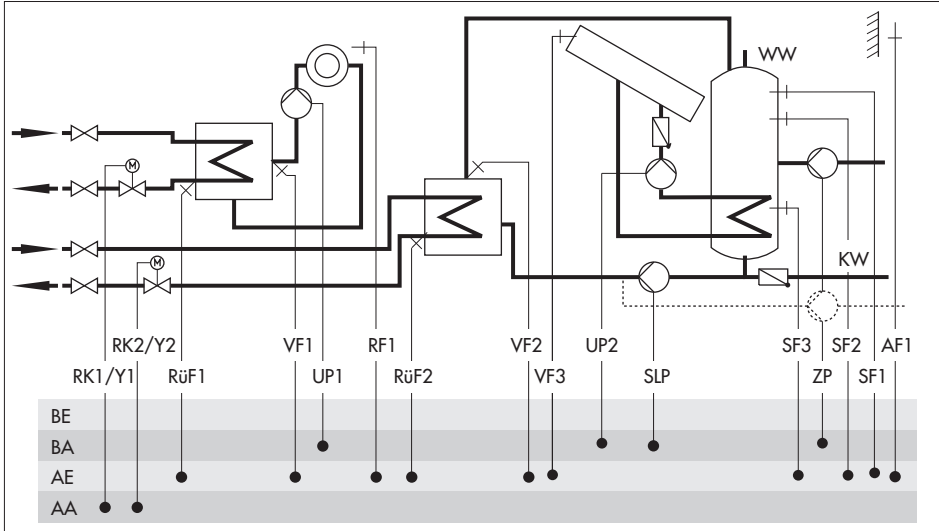 WW
M
M
KW
RK2/Y2 VF1 RF1 VF2 UP2 SF3 SF2 AF1
RK1/Y1 RüF1 UP1 RüF2 VF3 SLP ZP SF1
BE
BA
AE
AA